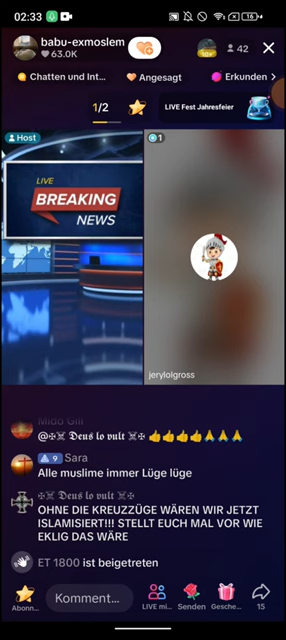 02:33
16
babu-exmoslem
63.0K
42
Chatten und Int...
Angesagt
Erkunden
1/2
LIVE Fest Jahresfeier
Host
1
LIVE
BREAKING
NEWS
jerylolgross
Mido Gill
@✠☠ 𝕯𝖊𝖚𝖘 𝖑𝖔 𝖛𝖚𝖑𝖙 ☠✠ 👍👍👍👍🙏🙏🙏
9 Sara
Alle muslime immer Lüge lüge
✠☠ 𝕯𝖊𝖚𝖘 𝖑𝖔 𝖛𝖚𝖑𝖙 ☠✠
OHNE DIE KREUZZÜGE WÄREN WIR JETZT
ISLAMISIERT!!! STELLT EUCH MAL VOR WIE
EKLIG DAS WÄRE
ET 1800 ist beigetreten
Komment...
Abonn...
LIVE mi...
Senden
Gesche...
15